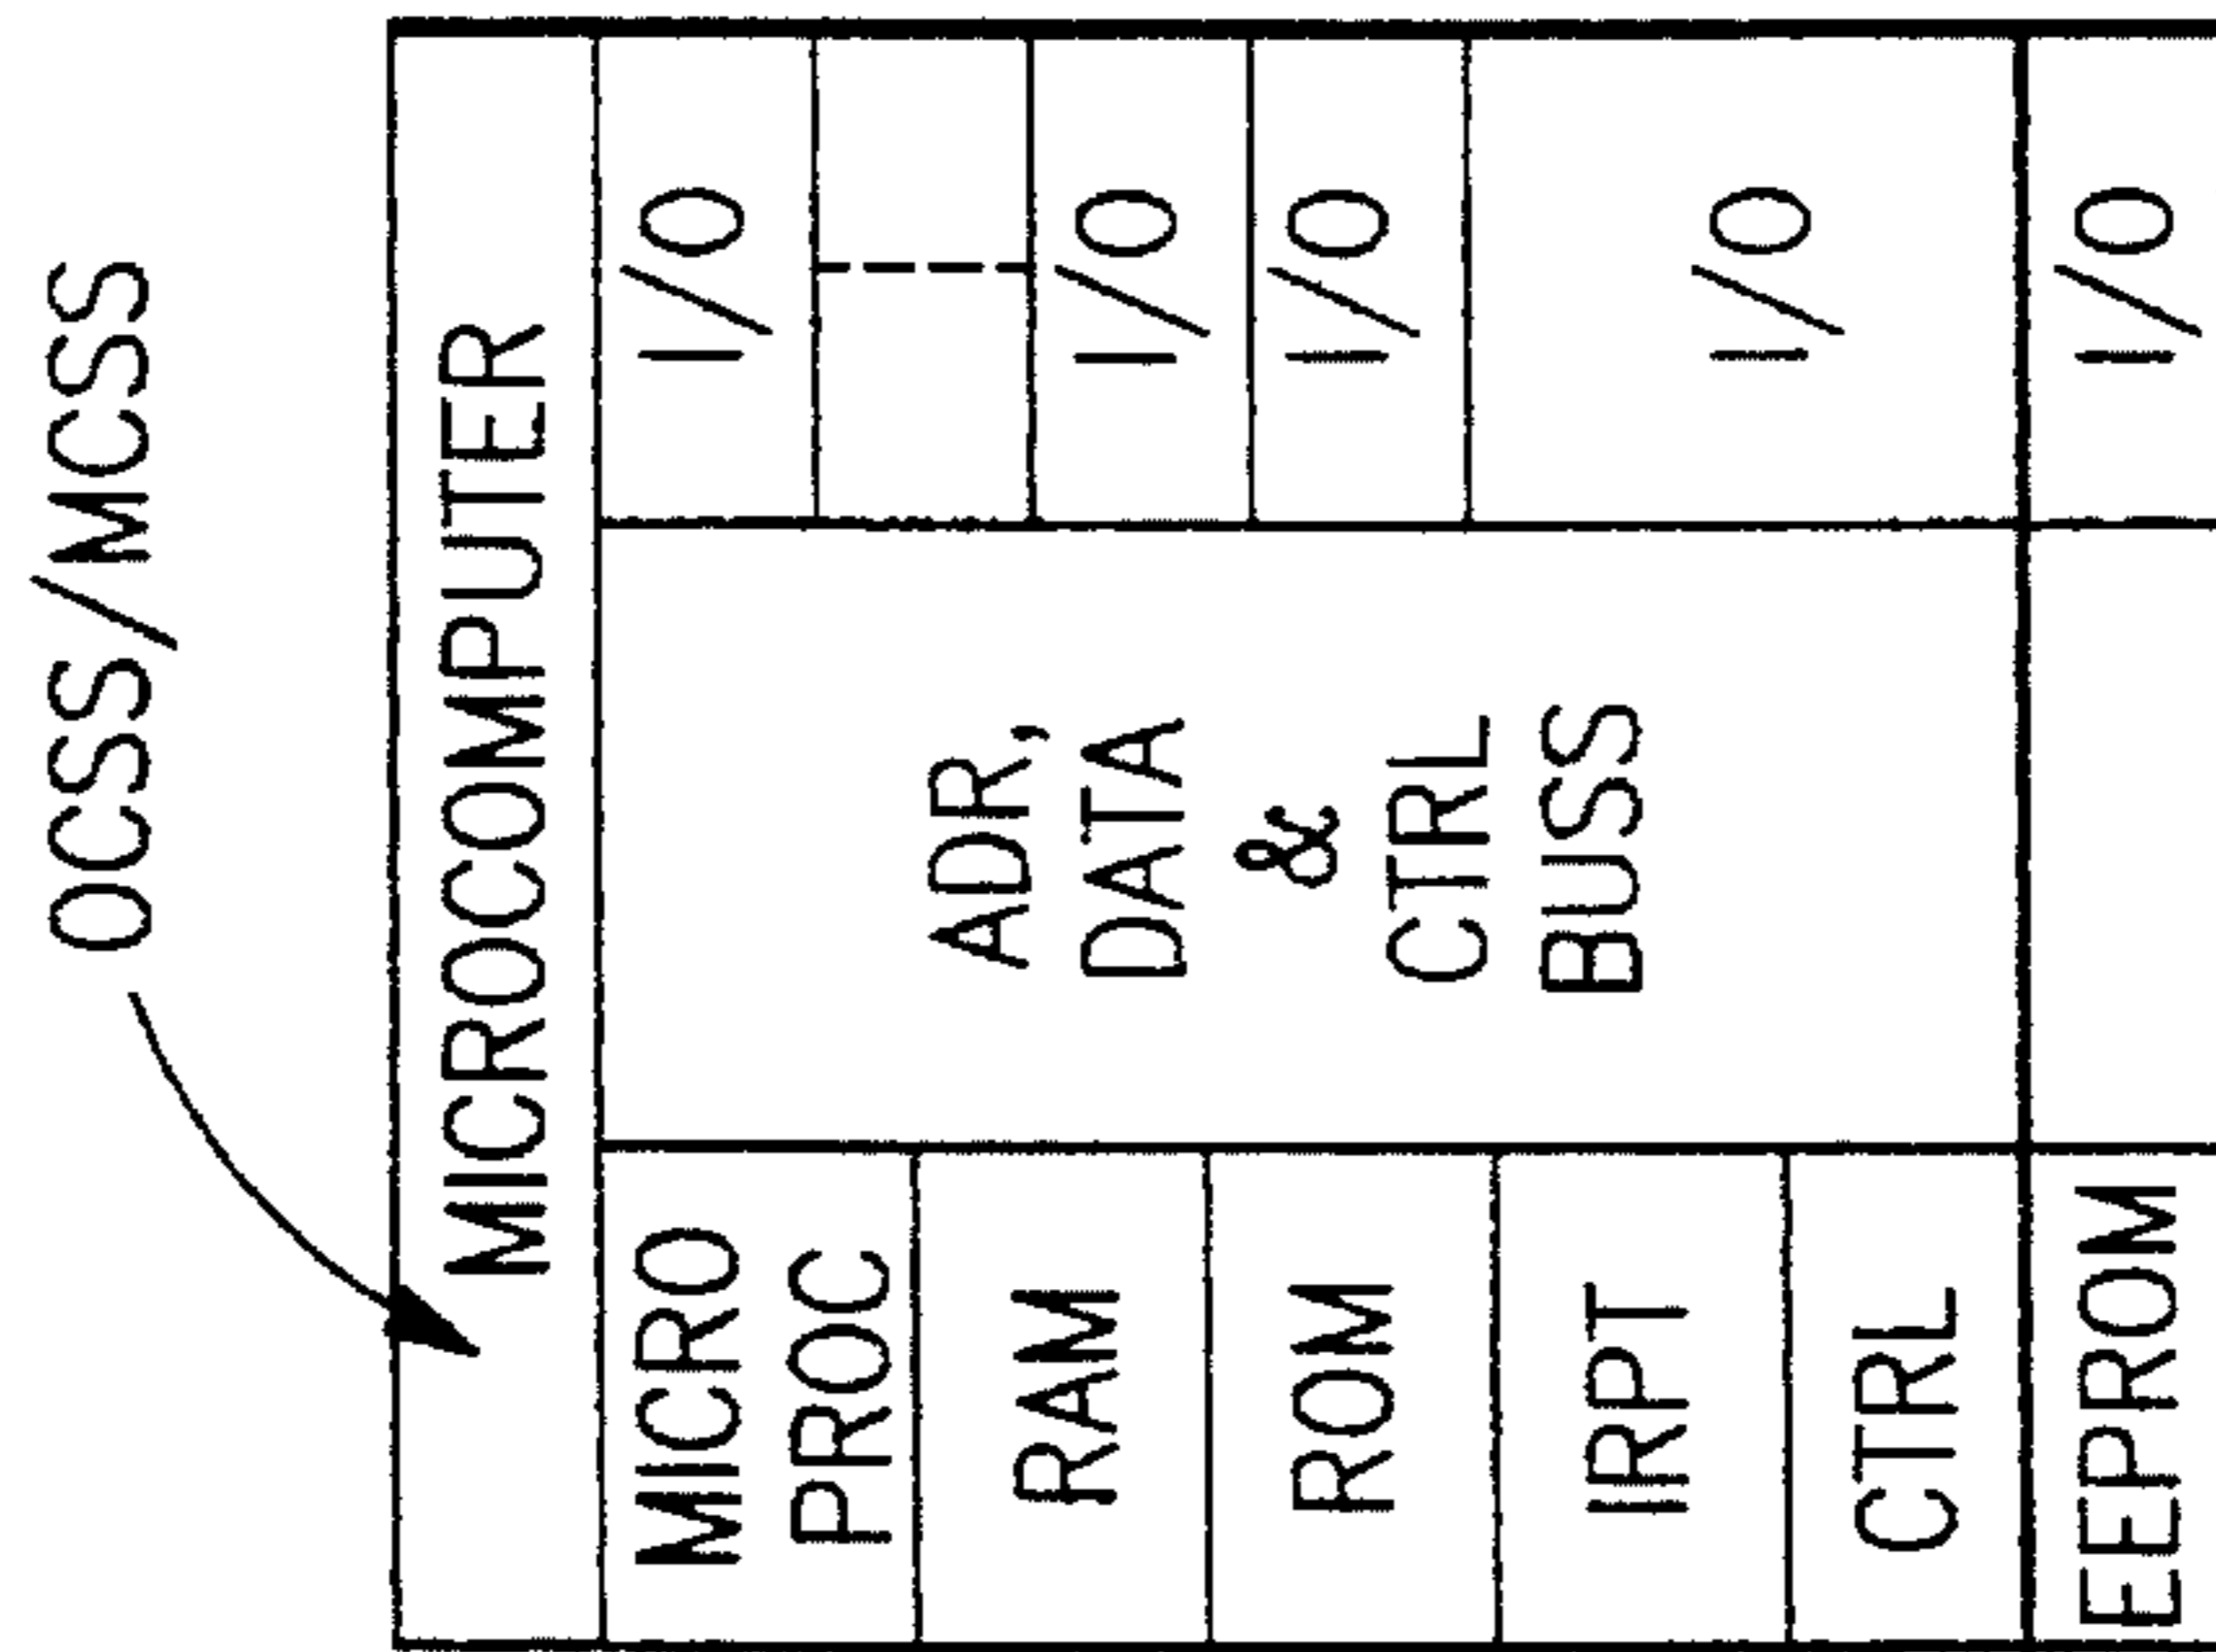 OCSS/MCSS
MICROCOMPUTER
MICRO
PROC
RAM
ROM
IRPT
CTRL
EEPROM
ADR,
DATA
&
CTRL
BUSS
I/O
I/O
I/O
I/O
I/O